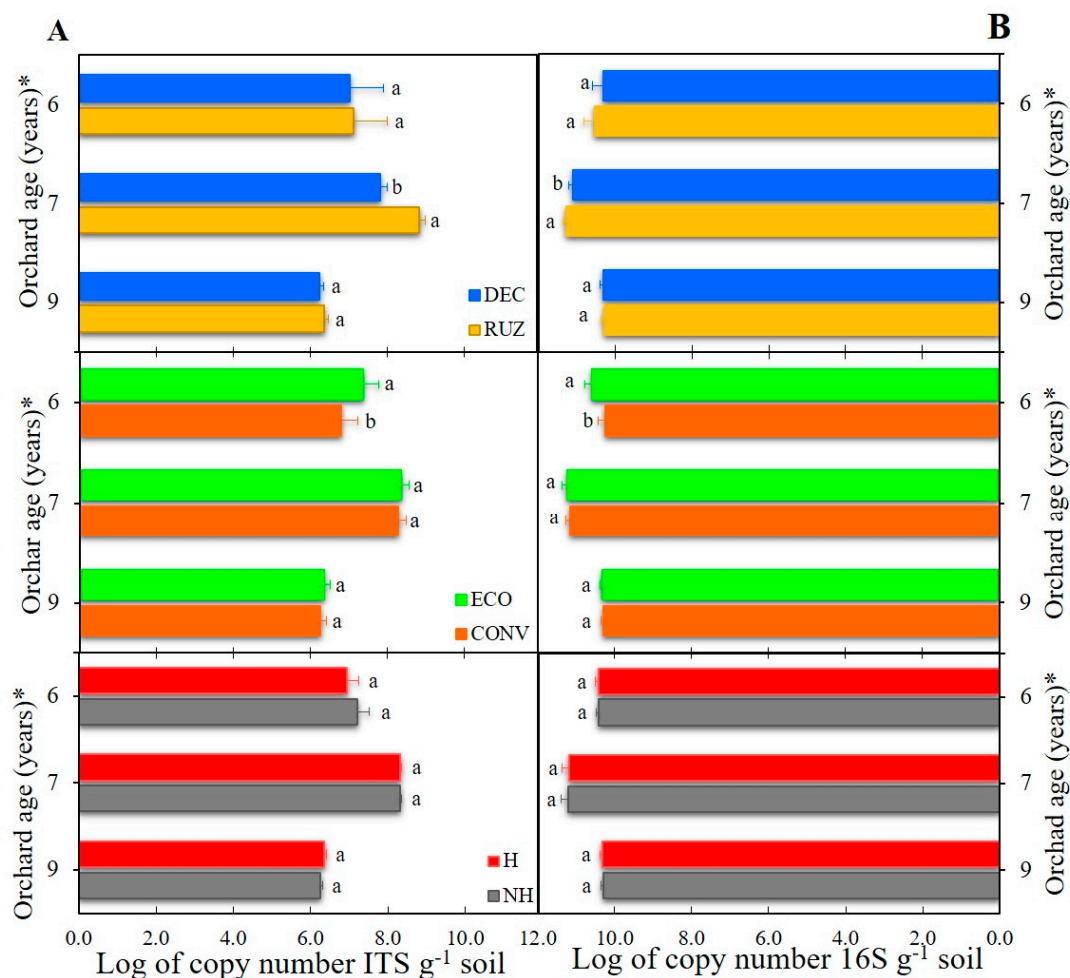 A
B
Orchard age (years)*
6
7
9
a
a
b
a
a
a
DEC
RUZ
a
a
b
a
a
a
6
7
9
Orchard age (years)*
Orchar age (years)*
6
7
9
a
b
a
a
a
a
ECO
CONV
a
b
a
a
a
a
6
7
9
Orchard age (years)*
Orchard age (years)*
6
7
9
a
a
a
a
a
a
H
NH
a
a
a
a
a
a
6
7
9
Orchad age (years)*
0.0 2.0 4.0 6.0 8.0 10.0 12.0 10.0 8.0 6.0 4.0 2.0 0.0
Log of copy number ITS g⁻¹ soil
Log of copy number 16S g⁻¹ soil